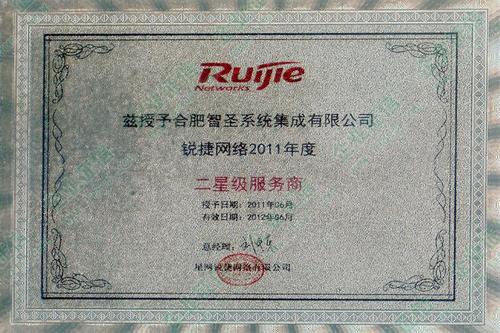 Ruijie
Networks
兹授予合肥智圣系统集成有限公司
锐捷网络2011年度
二星级服务商
授予日期：2011年06月
有效日期：2012年06月
总经理：
星网锐捷网络有限公司